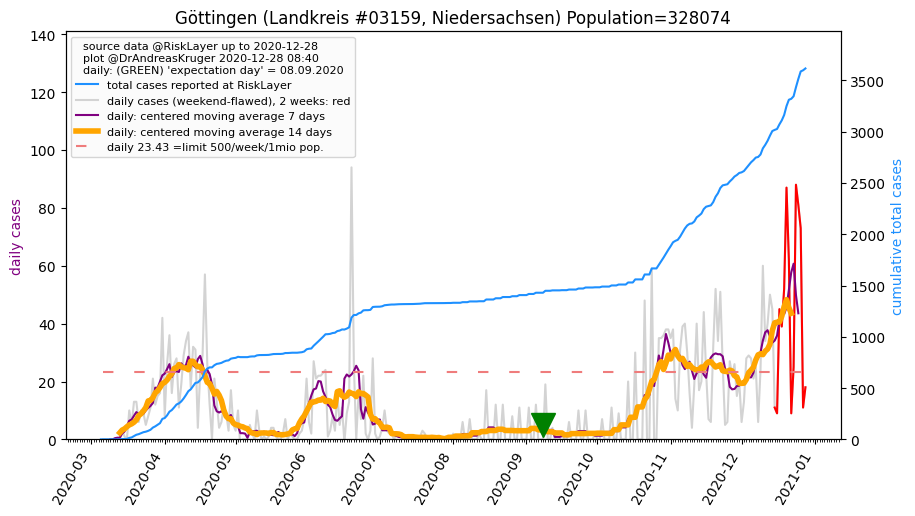 Göttingen (Landkreis #03159, Niedersachsen) Population=328074
source data @RiskLayer up to 2020-12-28
plot @DrAndreasKruger 2020-12-28 08:40
daily: (GREEN) 'expectation day' = 08.09.2020
total cases reported at RiskLayer
daily cases (weekend-flawed), 2 weeks: red
daily: centered moving average 7 days
daily: centered moving average 14 days
daily 23.43 =limit 500/week/1mio pop.
daily cases
140
120
100
80
60
40
20
0
cumulative total cases
3500
3000
2500
2000
1500
1000
500
0
2020-03
2020-04
2020-05
2020-06
2020-07
2020-08
2020-09
2020-10
2020-11
2020-12
2021-01